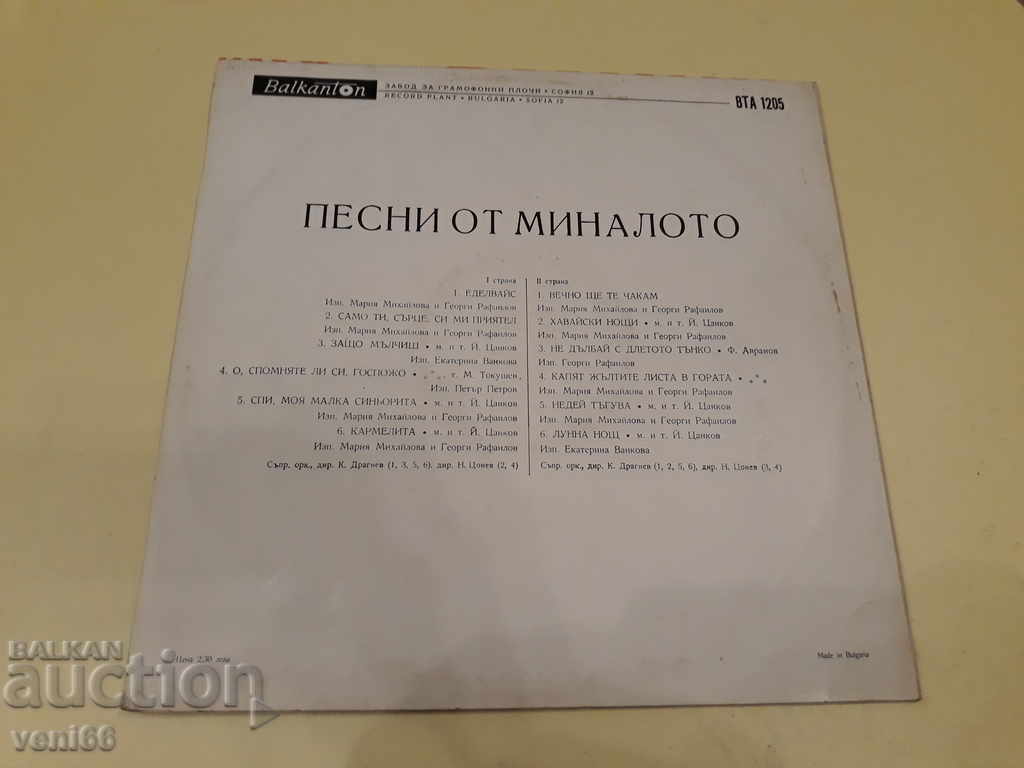 Balkanton
ЗАВОД ЗА ГРАМОФОННИ ПЛОЧИ • СОФИЯ 12
RECORD PLANT • BULGARIA • SOFIA 12
ВТА 1205
ПЕСНИ ОТ МИНАЛОТО
I страна
1. ЕДЕЛВАЙС
Изп. Мария Михайлова и Георги Рафаилов
2. САМО ТИ, СЪРЦЕ, СИ МИ ПРИЯТЕЛ
Изп. Мария Михайлова и Георги Рафаилов
3. ЗАЩО МЪЛЧИШ • м. и т. Й. Цанков
Изп. Екатерина Ванкова
4. О, СПОМНЯТЕ ЛИ СИ, ГОСПОЖО • *** т. М. Токушев,
Изп. Петър Петров
5. СПИ, МОЯ МАЛКА СИНЬОРИТА • м. и т. Й. Цанков
Изп. Мария Михайлова и Георги Рафаилов
6. КАРМЕЛИТА • м. и т. Й. Цанков
Изп. Мария Михайлова и Георги Рафаилов
Съпр. орк., дир. К. Драгнев (1, 3, 5, 6), дир. Н. Цонев (2, 4)
II страна
1. ВЕЧНО ЩЕ ТЕ ЧАКАМ
Изп. Мария Михайлова и Георги Рафаилов
2. ХАВАЙСКИ НОЩИ • м. и т. Й. Цанков
Изп. Мария Михайлова и Георги Рафаилов
3. НЕ ДЪЛБАЙ С ДЛЕТОТО ТЪНКО • Ф. Аврамов
Изп. Георги Рафаилов
4. КАПЯТ ЖЪЛТИТЕ ЛИСТА В ГОРАТА • ***
Изп. Мария Михайлова и Георги Рафаилов
5. НЕДЕЙ ТЪГУВА • м. и т. Й. Цанков
Изп. Мария Михайлова и Георги Рафаилов
6. ЛУННА НОЩ • м. и т. Й. Цанков
Изп. Екатерина Ванкова
Съпр. орк., дир. К. Драгнев (1, 2, 5, 6), дир. Н. Цонев (3, 4)
Цена 2,30 лева
Made in Bulgaria
BALKAN
auction
veni66